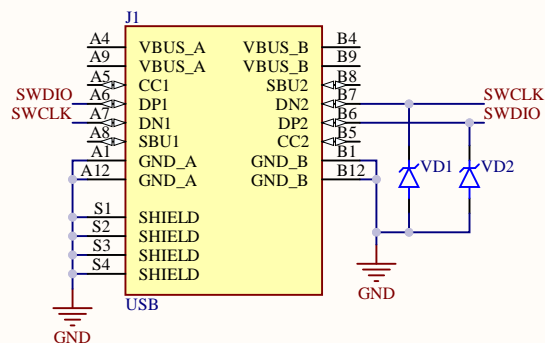 J1
A4 VBUS_A VBUS_B B4
A9 VBUS_A VBUS_B B9
A5 CC1 SBU2 B8
SWDIO A6 DP1 DN2 B7 SWCLK
SWCLK A7 DN1 DP2 B6 SWDIO
A8 SBU1 CC2 B5
A1 GND_A GND_B B1
A12 GND_A GND_B B12
VD1 VD2
S1 SHIELD
S2 SHIELD
S3 SHIELD
S4 SHIELD
GND
USB
GND